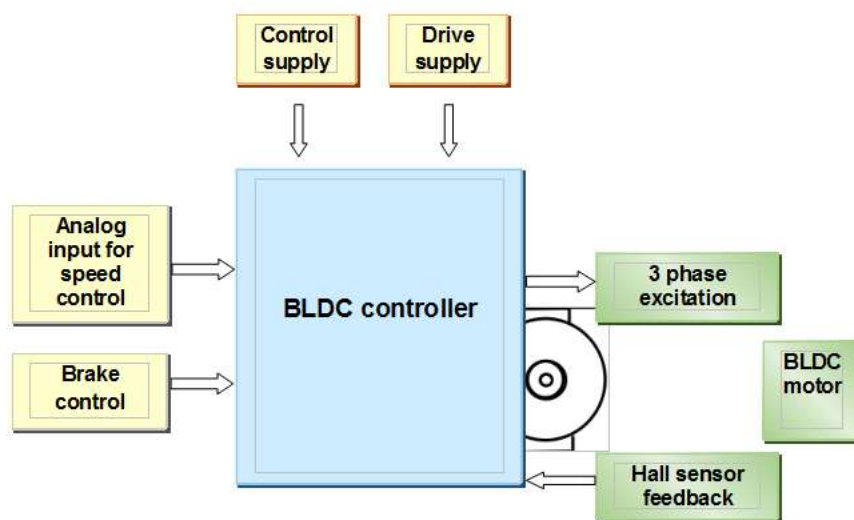 Control
supply
Drive
supply
Analog
input for
speed
control
Brake
control
BLDC controller
3 phase
excitation
BLDC
motor
Hall sensor
feedback